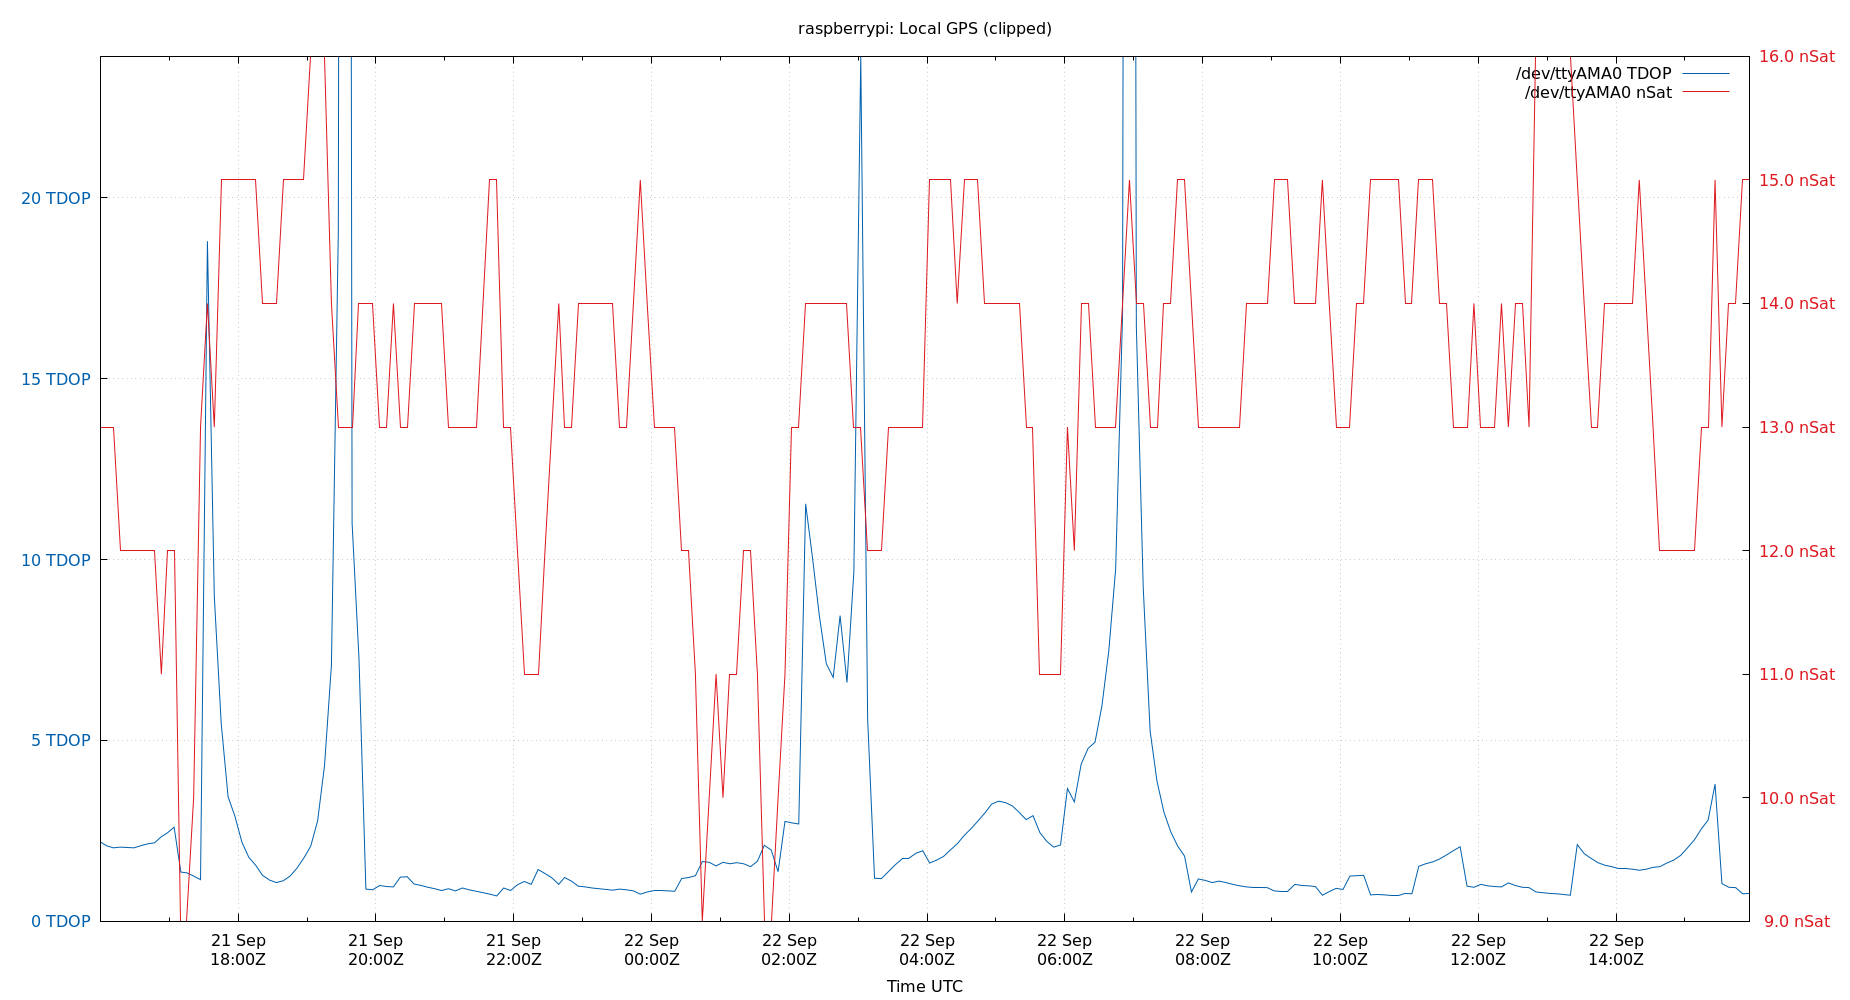 raspberrypi: Local GPS (clipped)
/dev/ttyAMA0 TDOP
/dev/ttyAMA0 nSat
20 TDOP
15 TDOP
10 TDOP
5 TDOP
0 TDOP
16.0 nSat
15.0 nSat
14.0 nSat
13.0 nSat
12.0 nSat
11.0 nSat
10.0 nSat
9.0 nSat
21 Sep
18:00Z
21 Sep
20:00Z
21 Sep
22:00Z
22 Sep
00:00Z
22 Sep
02:00Z
22 Sep
04:00Z
22 Sep
06:00Z
22 Sep
08:00Z
22 Sep
10:00Z
22 Sep
12:00Z
22 Sep
14:00Z
Time UTC